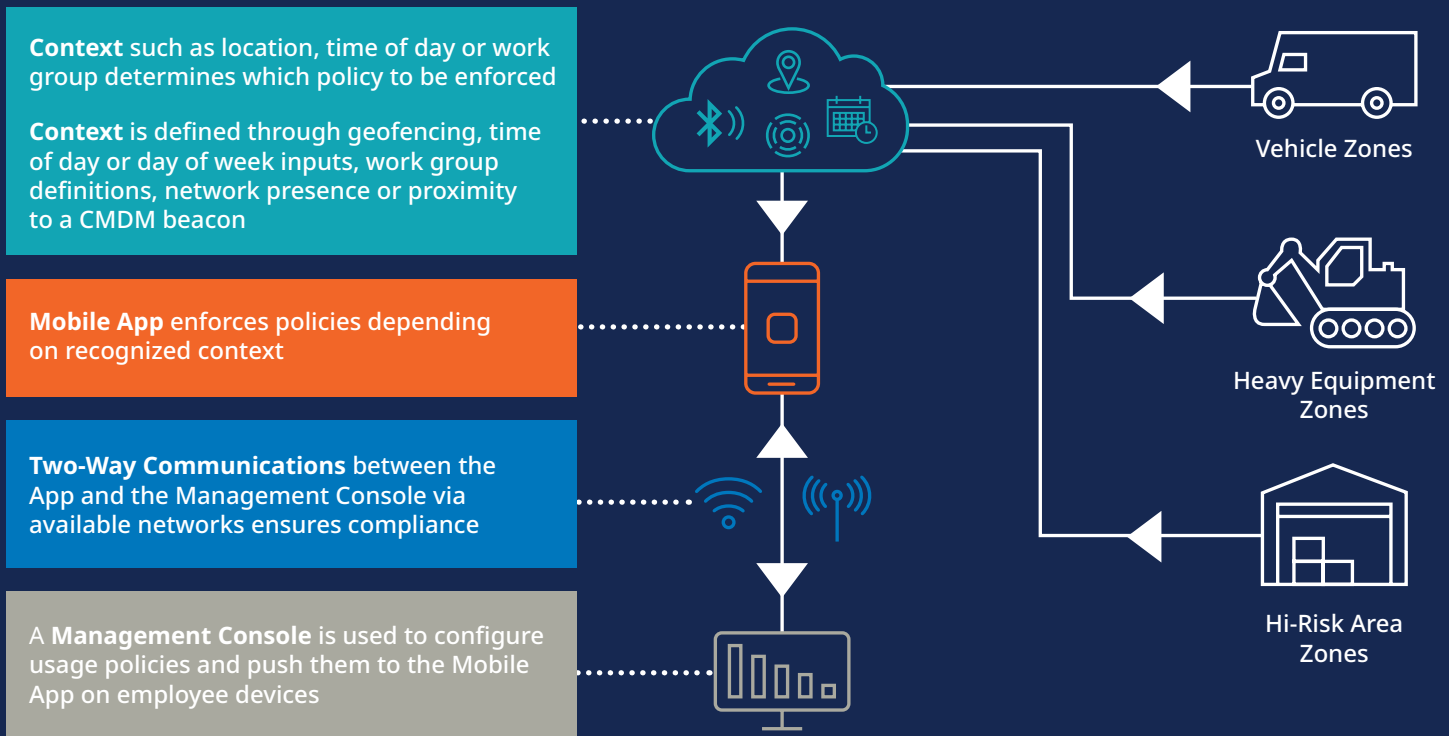 Context such as location, time of day or work
group determines which policy to be enforced
Context is defined through geofencing, time
of day or day of week inputs, work group
definitions, network presence or proximity
to a CMDM beacon
Mobile App enforces policies depending
on recognized context
Two-Way Communications between the
App and the Management Console via
available networks ensures compliance
A Management Console is used to configure
usage policies and push them to the Mobile
App on employee devices
Vehicle Zones
Heavy Equipment
Zones
Hi-Risk Area
Zones